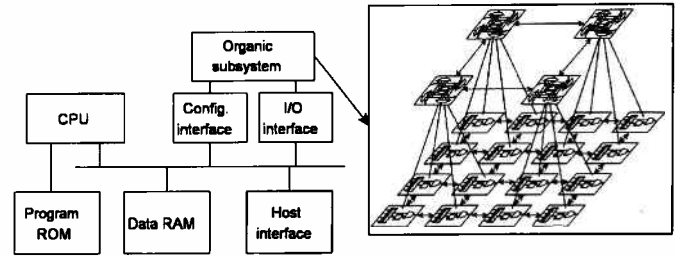 Organic
subsystem
CPU
Config.
interface
I/O
interface
Program
ROM
Data RAM
Host
interface